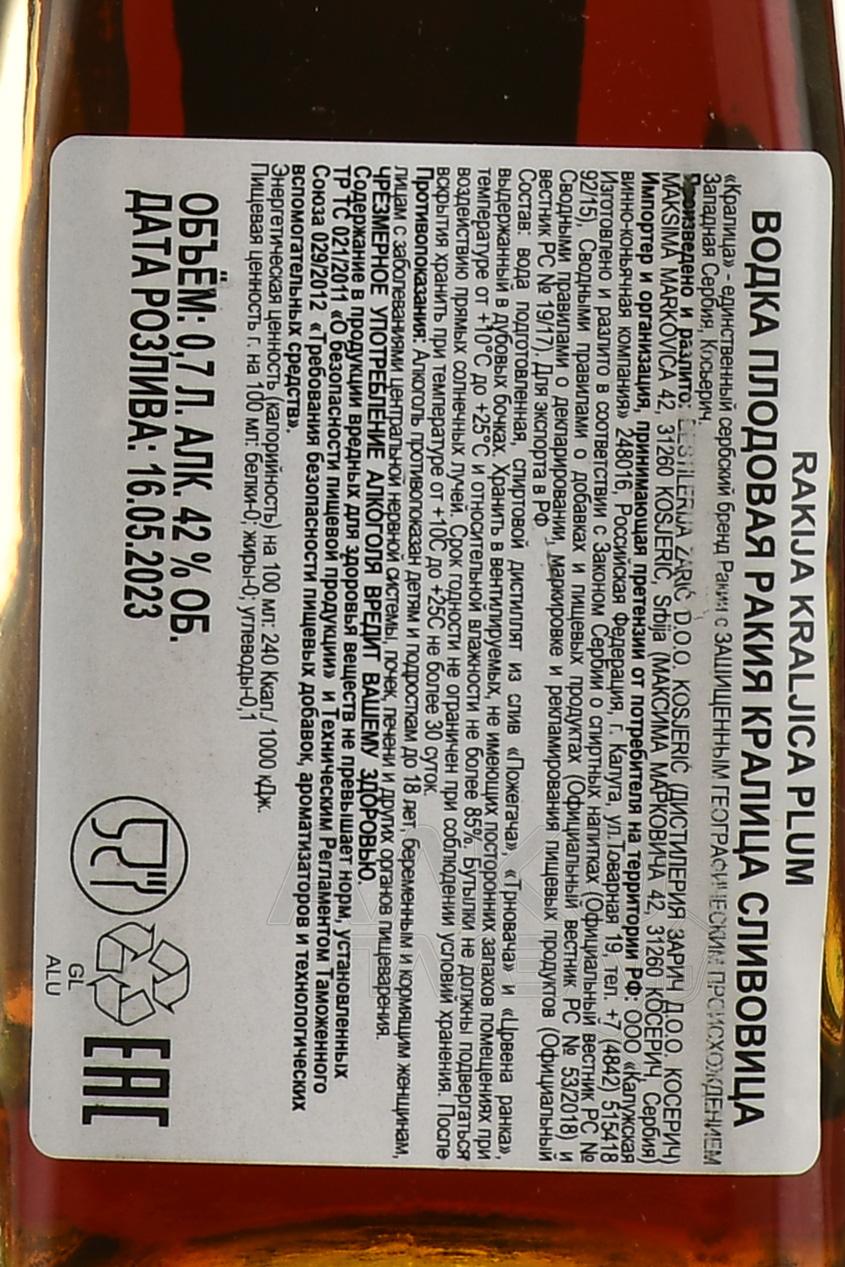 RAKIJA KRALJICA PLUM
ВОДКА ПЛОДОВАЯ РАКИЯ КРАЛИЦА СЛИВОВИЦА
«Кралица» - единственный сербский бренд Ракии с ЗАЩИЩЕННЫМ ГЕОГРАФИЧЕСКИМ ПРОИСХОЖДЕНИЕМ
Западная Сербия, Косьерич.
Произведено и разлито: DESTILERIJA ZARIĆ D.O.O. KOSJERIĆ (ДИСТИЛЕРИЯ ЗАРИЧ Д.О.О. КОСЕРИЧ)
MAKSIMA MARKOVIĆA 42, 31260 KOSJERIĆ, Srbija (МАКСИМА МАРКОВИЧА 42, 31260 КОСЕРИЧ, Сербия)
Импортер и организация, принимающая претензии от потребителя на территории РФ: ООО «Калужская
винно-коньячная компания» 248016, Российская Федерация, г. Калуга, ул.Товарная 19, тел. +7 (4842) 515418
Изготовлено и разлито в соответствии с Законом Сербии о спиртных напитках (Официальный вестник РС №
92/15), Сводными правилами о добавках и пищевых продуктах (Официальный вестник РС № 53/2018) и
Сводными правилами о декларировании, маркировке и рекламирования пищевых продуктов (Официальный
вестник РС № 19/17). Для экспорта в РФ.
Состав: вода подготовленная, спиртовой дистиллят из слив «Пожегача», «Трновача» и «Црвена ранка»,
выдержанный в дубовых бочках. Хранить в вентилируемых, не имеющих посторонних запахов помещениях при
температуре от +10°С до +25°С и относительной влажности не более 85%. Бутылки не должны подвергаться
воздействию прямых солнечных лучей. Срок годности не ограничен при соблюдении условий хранения. После
вскрытия хранить при температуре от +10С до +25С не более 30 суток.
Противопоказания: Алкоголь противопоказан детям и подросткам до 18 лет, беременным и кормящим женщинам,
лицам с заболеваниями центральной нервной системы, почек, печени и других органов пищеварения.
ЧРЕЗМЕРНОЕ УПОТРЕБЛЕНИЕ АЛКОГОЛЯ ВРЕДИТ ВАШЕМУ ЗДОРОВЬЮ.
Содержание в продукции вредных для здоровья веществ не превышает норм, установленных
ТР ТС 021/2011 «О безопасности пищевой продукции» и Техническим Регламентом Таможенного
Союза 029/2012 «Требования безопасности пищевых добавок, ароматизаторов и технологических
вспомогательных средств».
Энергетическая ценность (калорийность) на 100 мл: 240 Ккал./ 1000 кДж.
Пищевая ценность г. на 100 мл: белки-0; жиры-0; углеводы-0,1
ОБЪЁМ: 0,7 Л. АЛК. 42 % ОБ.
ДАТА РОЗЛИВА: 16.05.2023
GL
ALU
EAC